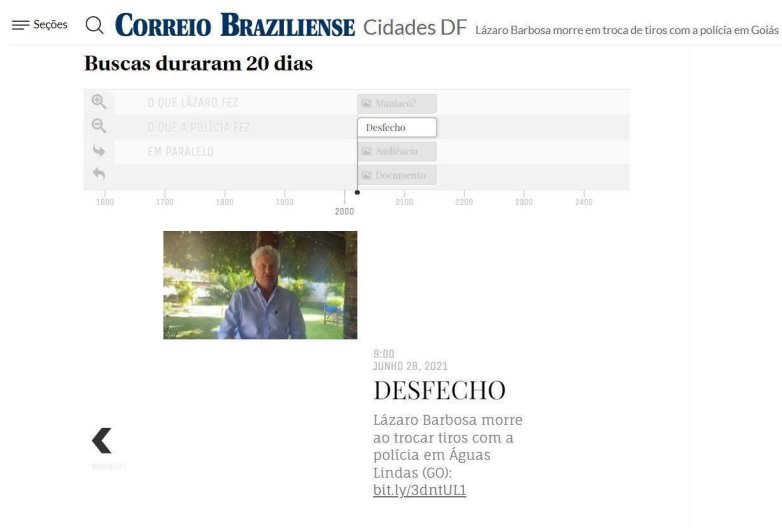 Seções
CORREIO BRAZILIENSE
Cidades DF
Lázaro Barbosa morre em troca de tiros com a polícia em Goiás
Buscas duraram 20 dias
O QUE LÁZARO FEZ
Maníaco?
O QUE A POLÍCIA FEZ
Desfecho
EM PARALELO
Audiência
Documento
1600 1700 1800 1900 2000 2100 2200 2300 2400
9:00
JUNHO 28, 2021
DESFECHO
Lázaro Barbosa morre
ao trocar tiros com a
polícia em Águas
Lindas (GO):
bit.ly/3dntUL1
MANÍACO?